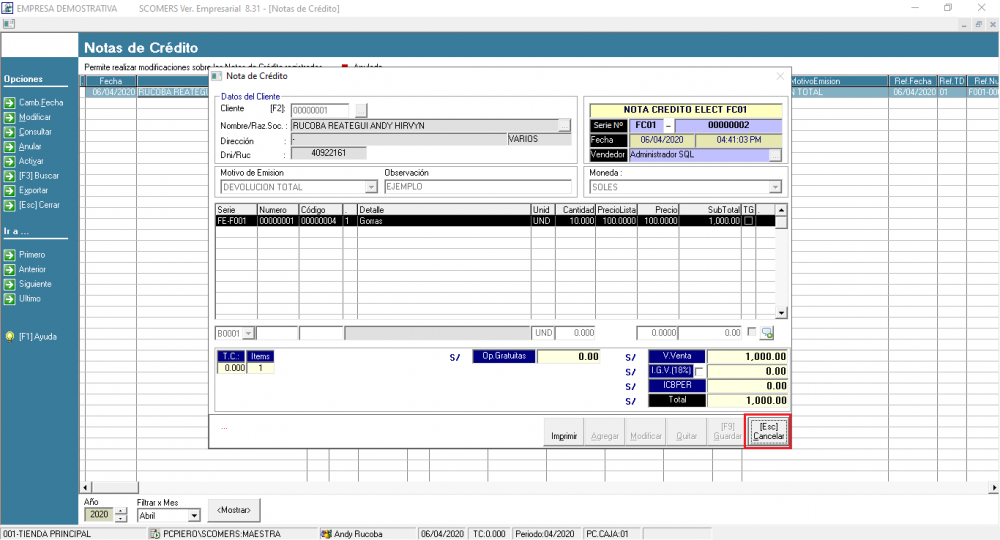 EMPRESA DEMOSTRATIVA SCOMERS Ver. Empresarial 8.31 - [Notas de Crédito]
Notas de Crédito
Opciones
Camb.Fecha
Modificar
Consultar
Anular
Activar
[F3] Buscar
Exportar
[Esc] Cerrar
Ir a ...
Primero
Anterior
Siguiente
Ultimo
[F1] Ayuda
Permite realizar modificaciones sobre las Notas de Crédito registradas Anulada
Fecha MotivoEmision Ref.Fecha Ref.TD Ref.Nu
06/04/2020 RUCOBA REATEGUI N TOTAL 06/04/2020 01 F001-00
Nota de Crédito
Datos del Cliente
Cliente [F2]: 00000001 ...
Nombre/Raz.Soc. : RUCOBA REATEGUI ANDY HIRVYN ...
Dirección : - VARIOS
Dni/Ruc : 40922161
NOTA CREDITO ELECT FC01
Serie Nº FC01 - 00000002
Fecha 06/04/2020 04:41:03 PM
Vendedor Administrador SQL ...
Motivo de Emision Observación Moneda :
DEVOLUCION TOTAL EJEMPLO SOLES
Serie Numero Código Detalle Unid Cantidad PrecioLista Precio SubTotal TG .
FE-F001 00000001 00000004 1 Gorras UND 10.000 100.0000 100.0000 1,000.00
B0001 UND 0.000 0.0000 0.00
T.C.: Items S/ Op.Gratuitas 0.00 S/ V.Venta 1,000.00
0.000 1 S/ I.G.V.(18%) 0.00
S/ ICBPER 0.00
S/ Total 1,000.00
...
Imprimir Agregar Modificar Quitar [F9] Guardar [Esc] Cancelar
Año Filtrar x Mes
2020 Abril <Mostrar>
001-TIENDA PRINCIPAL PCPIERO\SCOMERS:MAESTRA Andy Rucoba 06/04/2020 TC:0.000 Periodo:04/2020 PC.CAJA:01